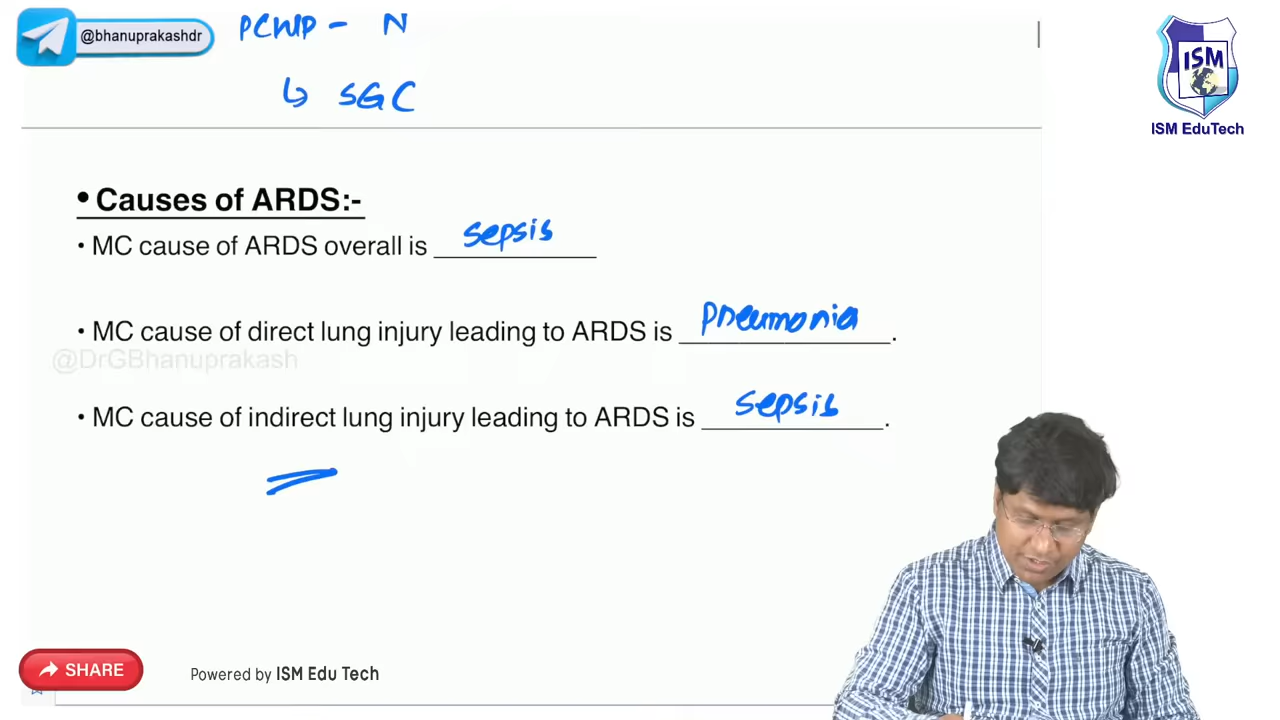 @bhanuprakashdr
PCWP - N
↳ SGC
ISM
ISM EduTech
• Causes of ARDS:-
• MC cause of ARDS overall is sepsis
• MC cause of direct lung injury leading to ARDS is pneumonia.
@DrGBhanuprakash
• MC cause of indirect lung injury leading to ARDS is sepsis.
SHARE
Powered by ISM Edu Tech